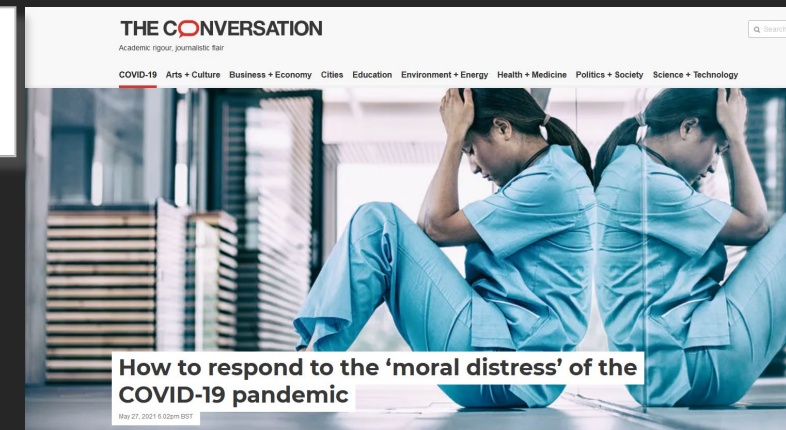 THE CONVERSATION
Search
Academic rigour, journalistic flair
COVID-19 Arts + Culture Business + Economy Cities Education Environment + Energy Health + Medicine Politics + Society Science + Technology
How to respond to the ‘moral distress’ of the
COVID-19 pandemic
May 27, 2021 6.02pm BST